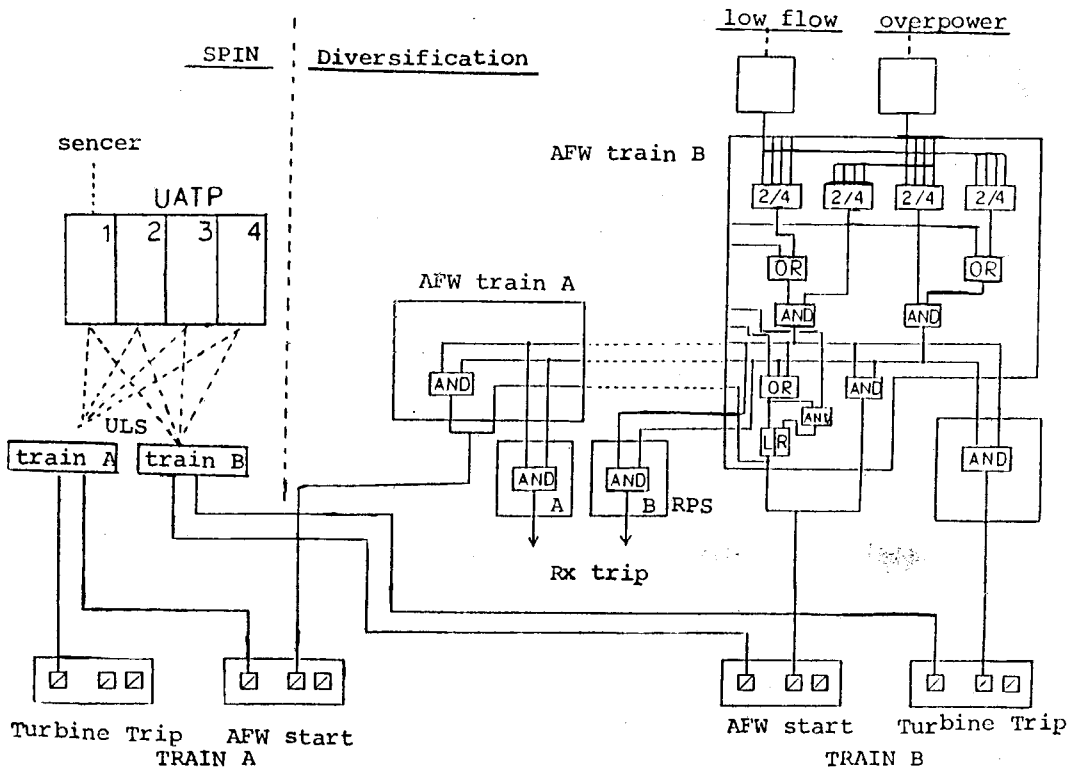 low flow overpower
SPIN Diversification
sencer
AFW train B
UATP
1 2 3 4
2/4 2/4 2/4 2/4
OR OR
AFW train A
AND AND
AND OR AND
AND
ULS
L R
train A train B
AND
AND AND
A B RPS
Rx trip
Turbine Trip AFW start
TRAIN A
AFW start Turbine Trip
TRAIN B